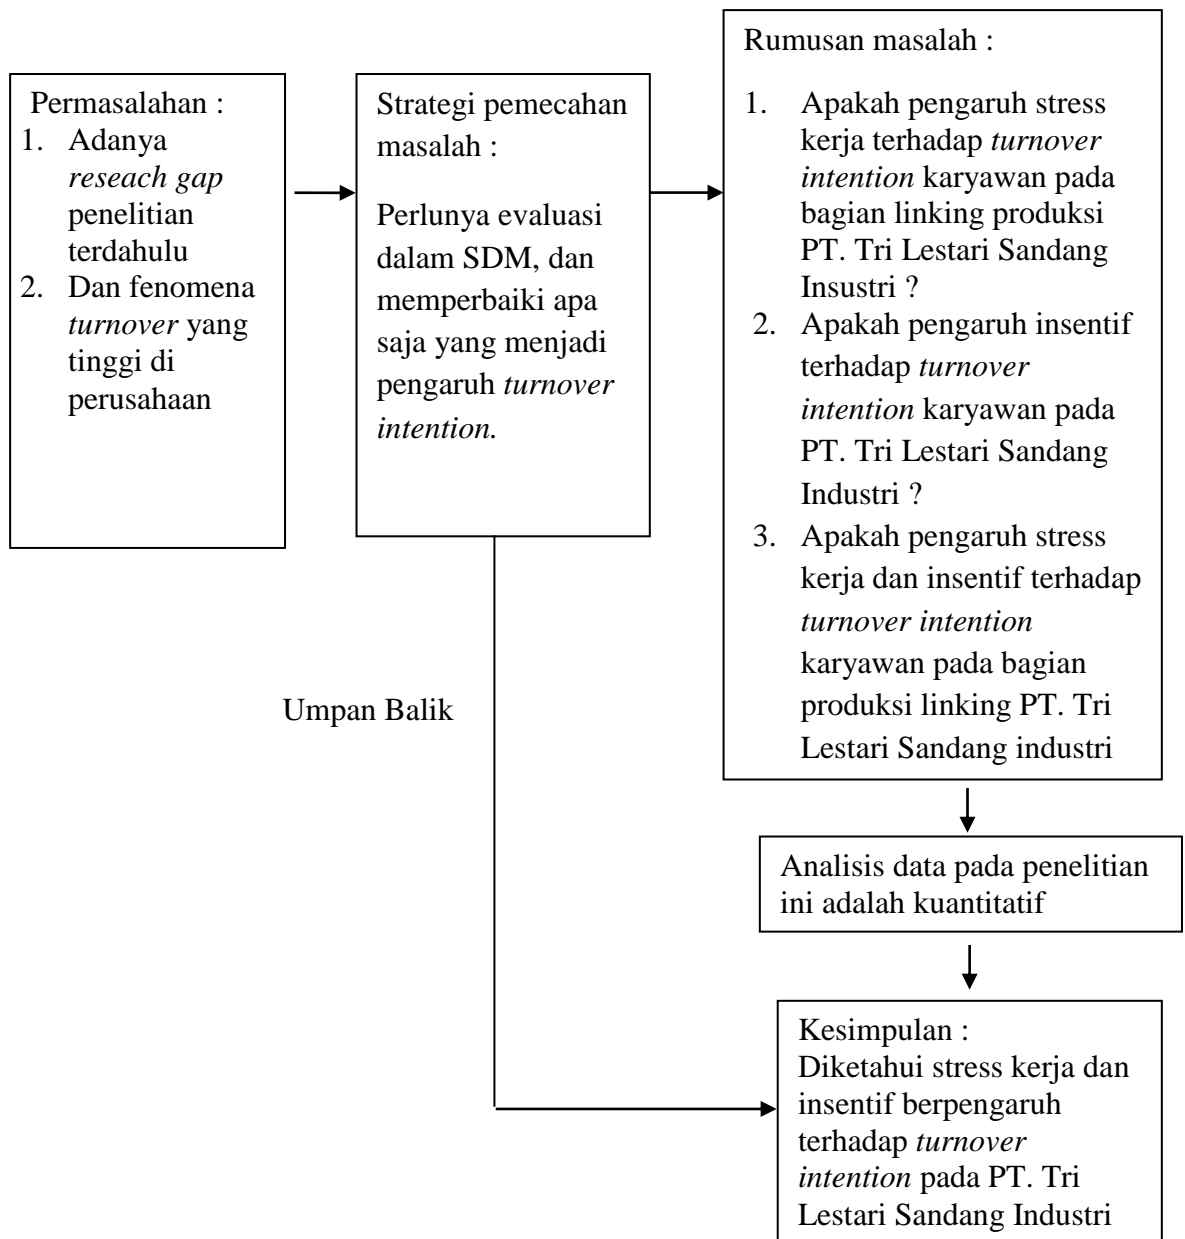 Permasalahan :
1. Adanya
reseach gap
penelitian
terdahulu
2. Dan fenomena
turnover yang
tinggi di
perusahaan
Strategi pemecahan
masalah :
Perlunya evaluasi
dalam SDM, dan
memperbaiki apa
saja yang menjadi
pengaruh turnover
intention.
Rumusan masalah :
1. Apakah pengaruh stress
kerja terhadap turnover
intention karyawan pada
bagian linking produksi
PT. Tri Lestari Sandang
Insustri ?
2. Apakah pengaruh insentif
terhadap turnover
intention karyawan pada
PT. Tri Lestari Sandang
Industri ?
3. Apakah pengaruh stress
kerja dan insentif terhadap
turnover intention
karyawan pada bagian
produksi linking PT. Tri
Lestari Sandang industri
Umpan Balik
Analisis data pada penelitian
ini adalah kuantitatif
Kesimpulan :
Diketahui stress kerja dan
insentif berpengaruh
terhadap turnover
intention pada PT. Tri
Lestari Sandang Industri